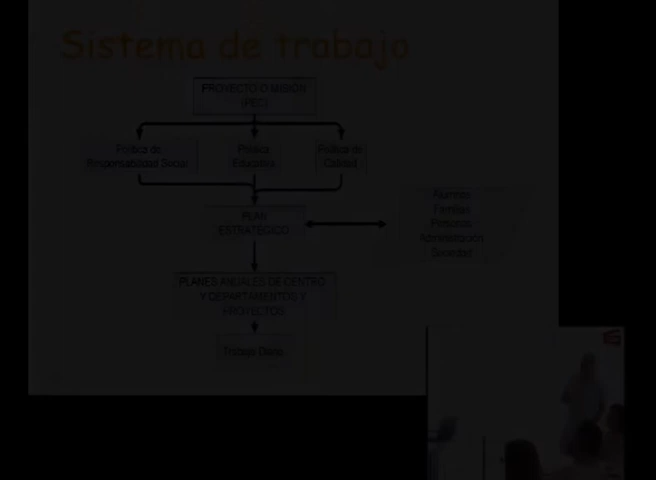 Sistema de trabajo
PROYECTO O MISIÓN
(PEC)
Política de
Responsabilidad Social
Política
Educativa
Política de
Calidad
PLAN
ESTRATÉGICO
Alumnos
Familias
Personas
Administración
Sociedad
PLANES ANUALES DE CENTRO
Y DEPARTAMENTOS Y
PROYECTOS
Trabajo Diario